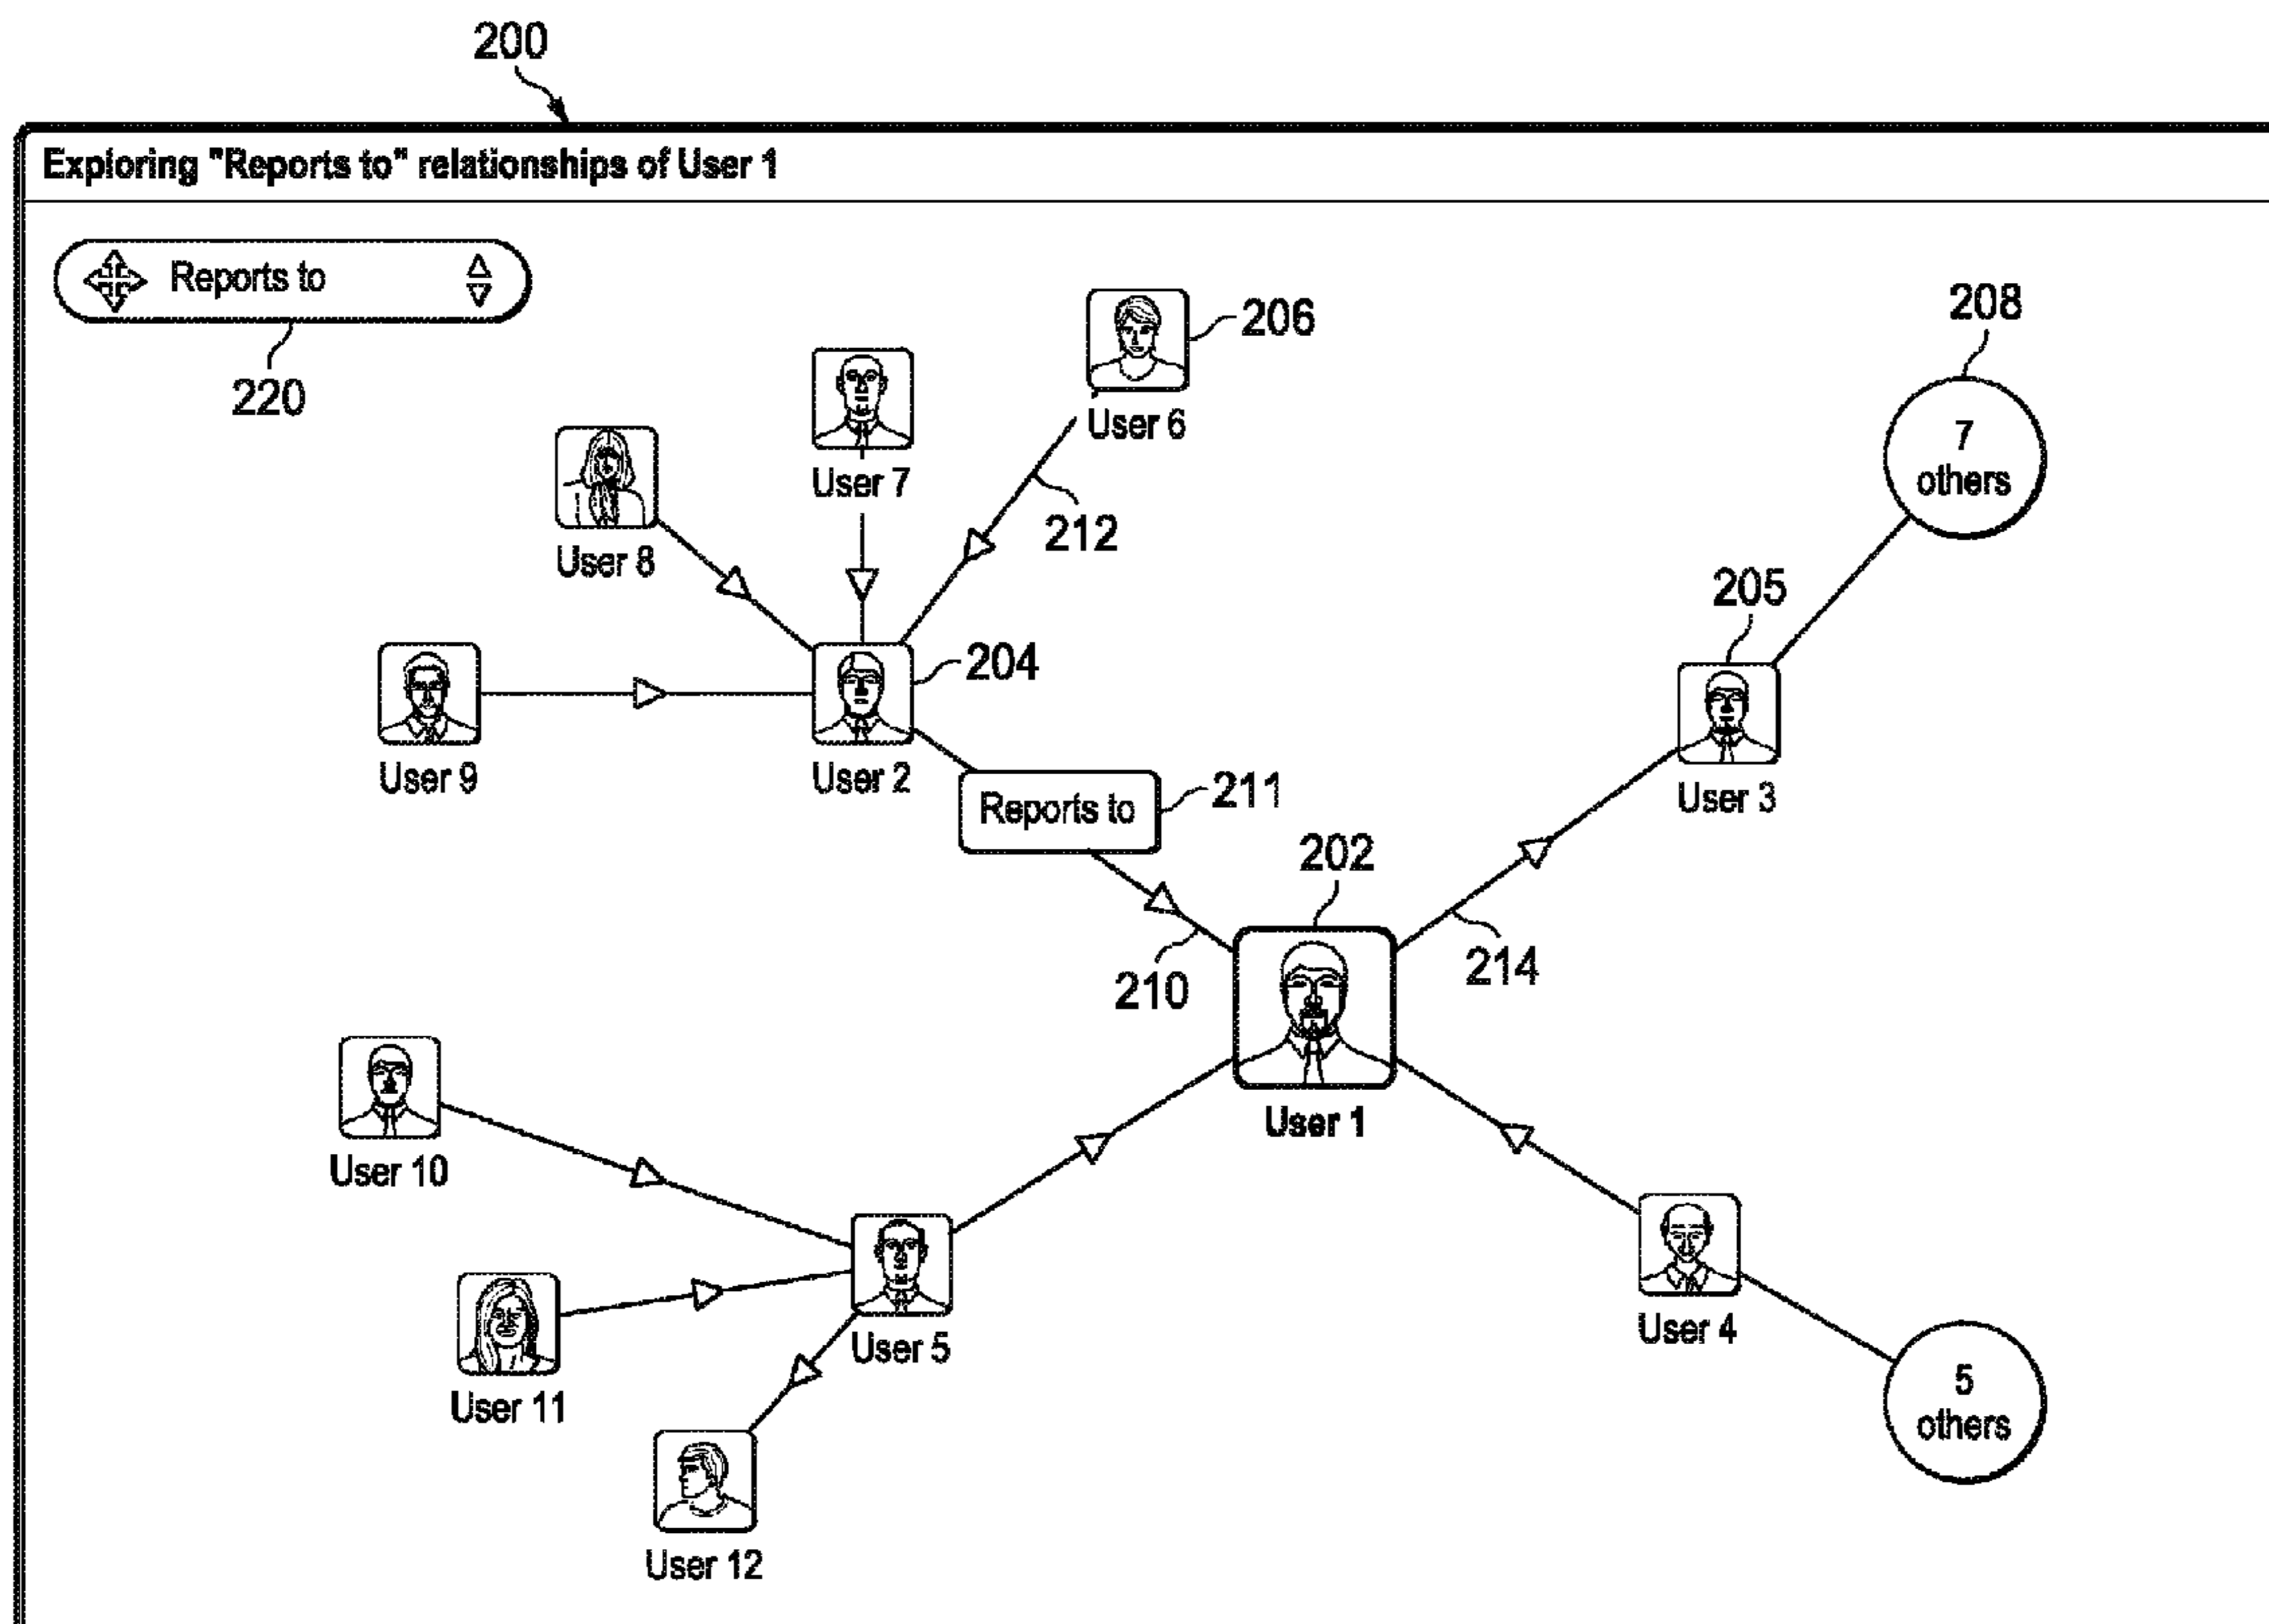 200
Exploring "Reports to" relationships of User 1
Reports to
220
206
User 6
208
7
others
User 7
User 8
212
205
204
User 9
User 2
User 3
Reports to
211
202
210
214
User 1
User 10
User 5
User 4
User 11
5
others
User 12